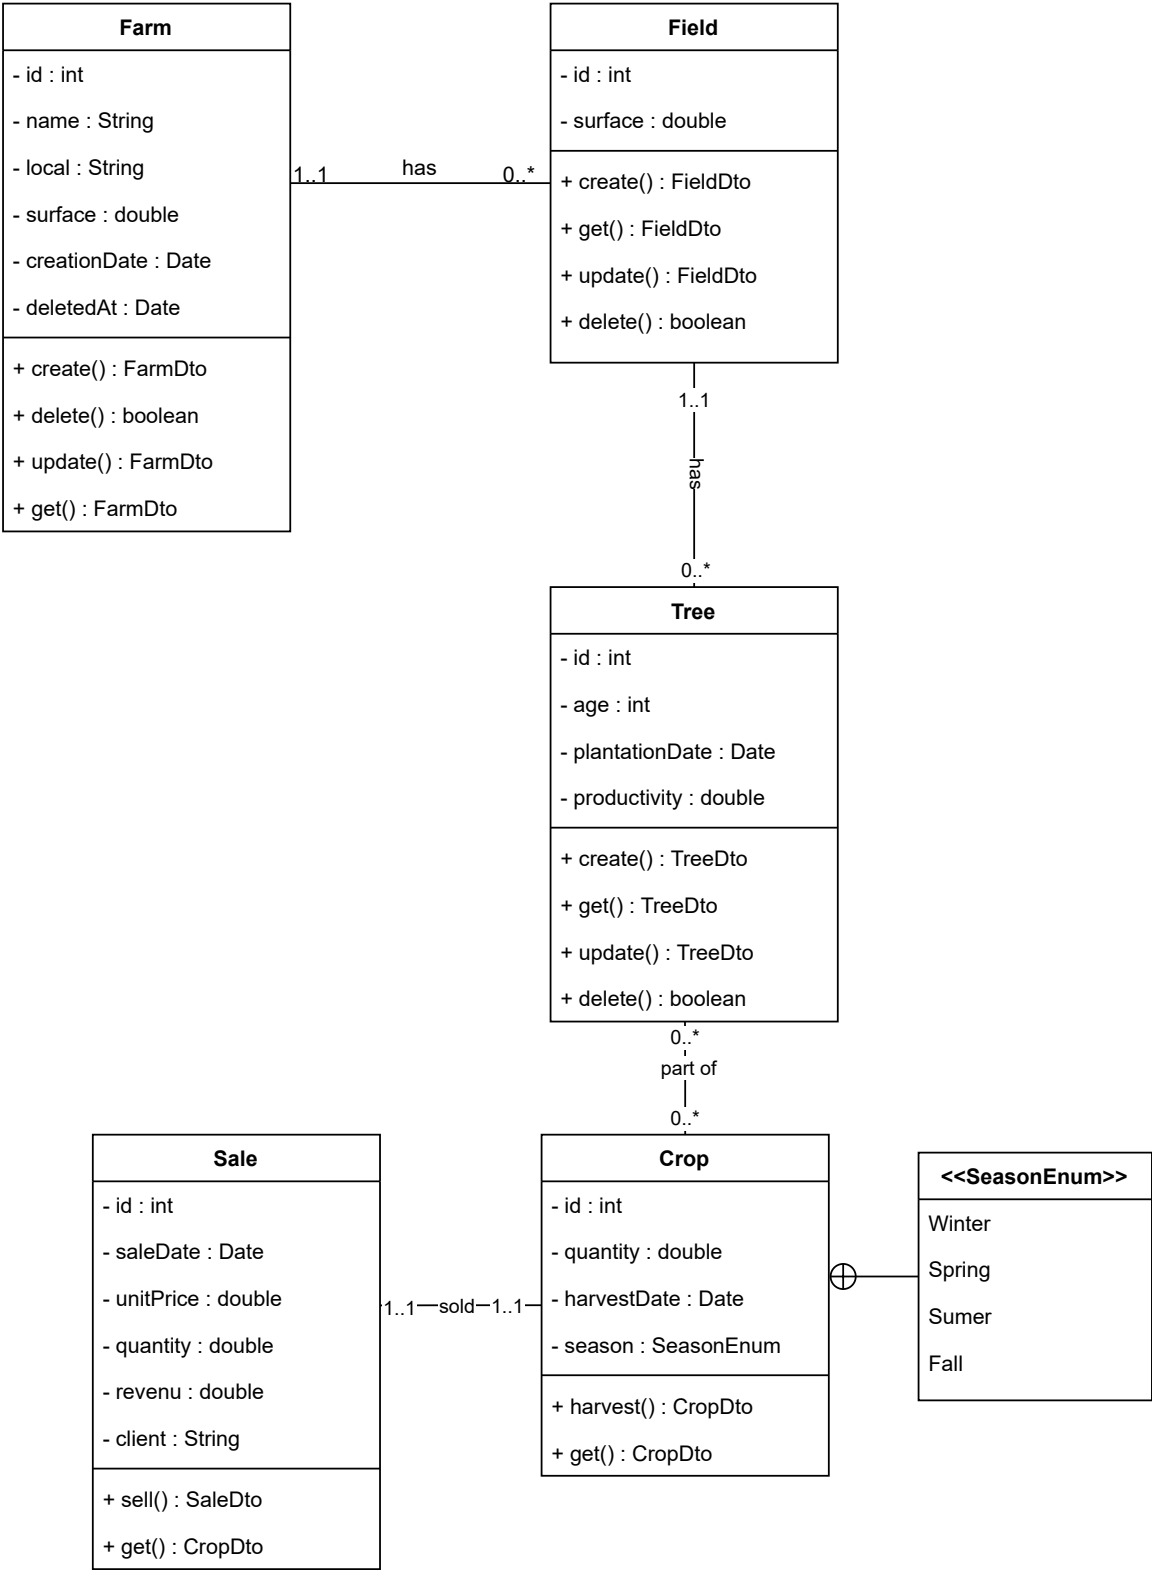 Farm
- id : int
- name : String
- local : String
- surface : double
- creationDate : Date
- deletedAt : Date
+ create() : FarmDto
+ delete() : boolean
+ update() : FarmDto
+ get() : FarmDto
1..1
has
0..*
Field
- id : int
- surface : double
+ create() : FieldDto
+ get() : FieldDto
+ update() : FieldDto
+ delete() : boolean
1..1
has
0..*
Tree
- id : int
- age : int
- plantationDate : Date
- productivity : double
+ create() : TreeDto
+ get() : TreeDto
+ update() : TreeDto
+ delete() : boolean
0..*
part of
0..*
Sale
- id : int
- saleDate : Date
- unitPrice : double
- quantity : double
- revenu : double
- client : String
+ sell() : SaleDto
+ get() : CropDto
1..1
sold
1..1
Crop
- id : int
- quantity : double
- harvestDate : Date
- season : SeasonEnum
+ harvest() : CropDto
+ get() : CropDto
<<SeasonEnum>>
Winter
Spring
Sumer
Fall